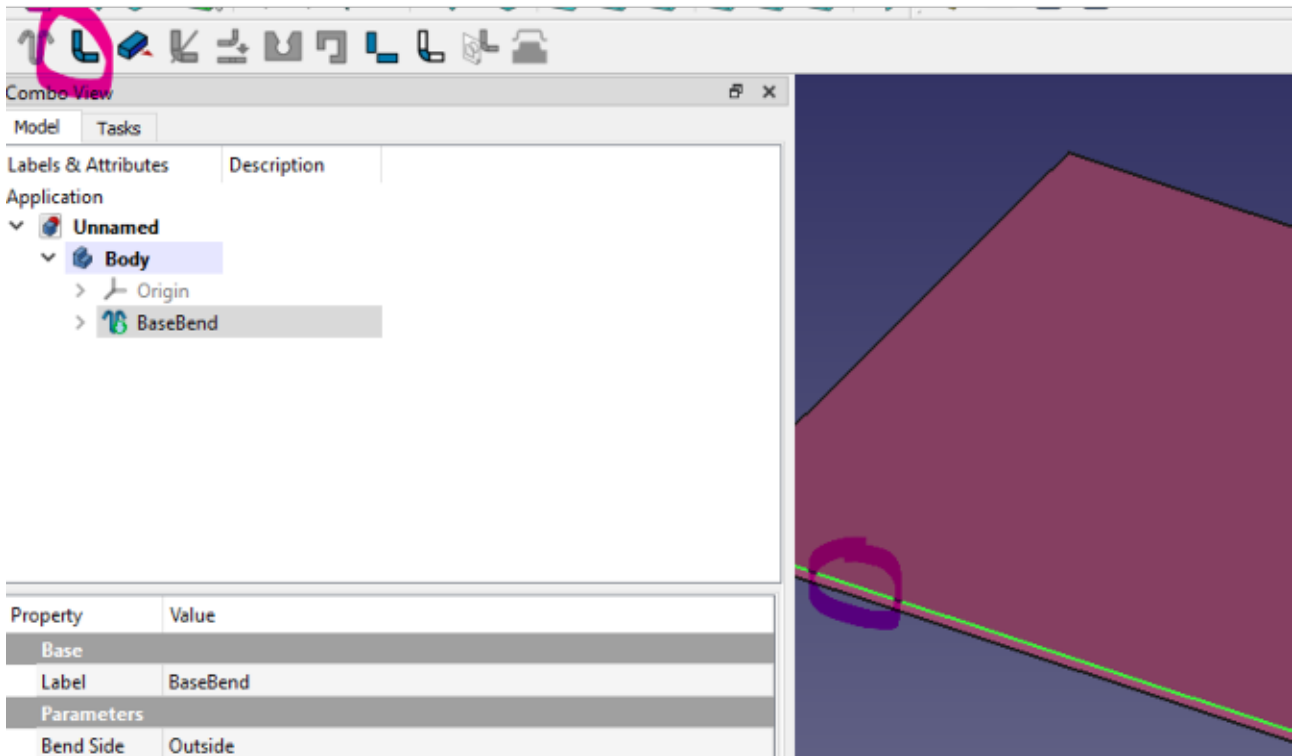 Combo View
Model Tasks
Labels & Attributes Description
Application
Unnamed
Body
Origin
BaseBend
Property Value
Base
Label BaseBend
Parameters
Bend Side Outside